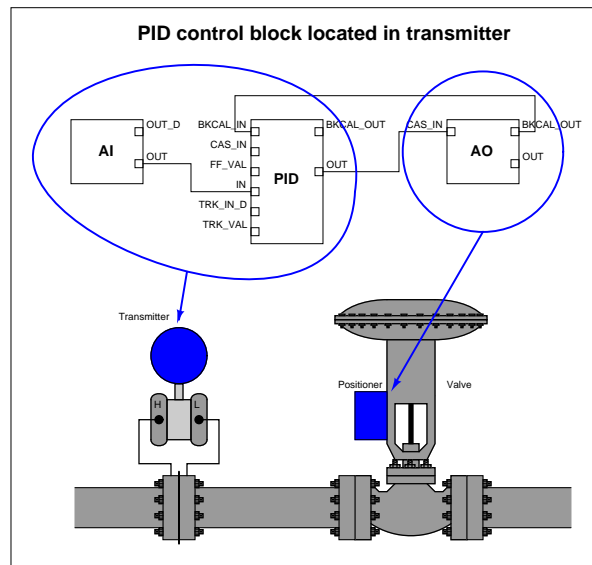 PID control block located in transmitter
OUT_D
BKCAL_IN
BKCAL_OUT
CAS_IN
BKCAL_OUT
AI
CAS_IN
AO
OUT
FF_VAL
OUT
OUT
IN
PID
TRK_IN_D
TRK_VAL
Transmitter
H
L
Positioner
Valve